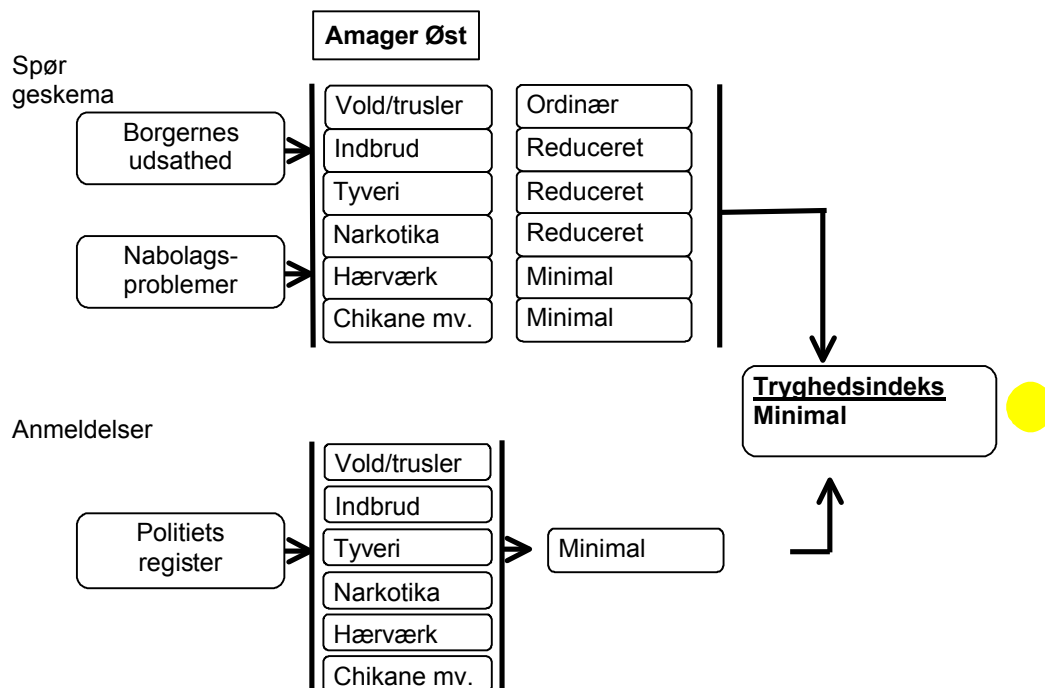 Amager Øst
Spør
geskema
Borgernes
udsathed
Nabolags-
problemer
Vold/trusler
Ordinær
Indbrud
Reduceret
Tyveri
Reduceret
Narkotika
Reduceret
Hærværk
Minimal
Chikane mv.
Minimal
Tryghedsindeks
Minimal
Anmeldelser
Politiets
register
Vold/trusler
Indbrud
Tyveri
Narkotika
Hærværk
Chikane mv.
Minimal